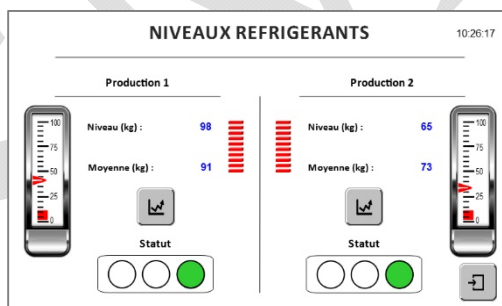 NIVEAUX REFRIGERANTS
10:26:17
Production 1
Production 2
Niveau (kg) : 98
Moyenne (kg) : 91
Statut
100
75
50
25
0
Niveau (kg) : 65
Moyenne (kg) : 73
Statut
100
75
50
25
0